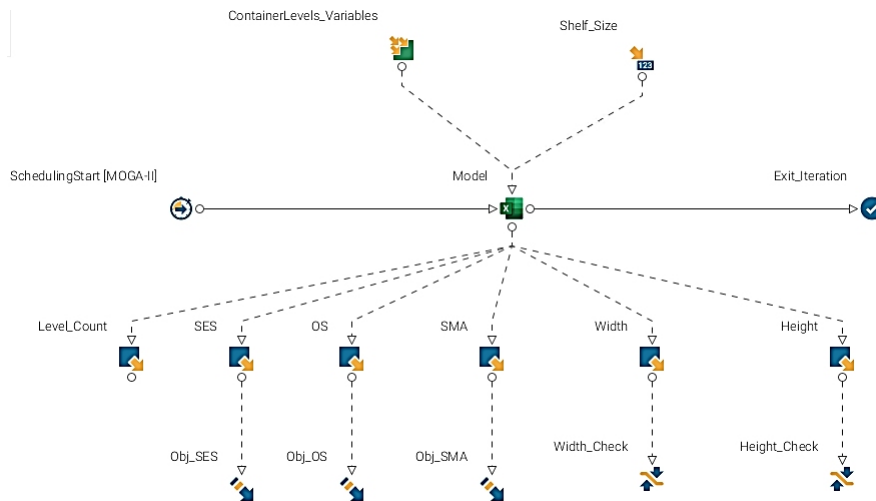 ContainerLevels_Variables
Shelf_Size
123
SchedulingStart [MOGA-II]
Model
Exit_Iteration
X
Level_Count
SES
OS
SMA
Width
Height
Obj_SES
Obj_OS
Obj_SMA
Width_Check
Height_Check